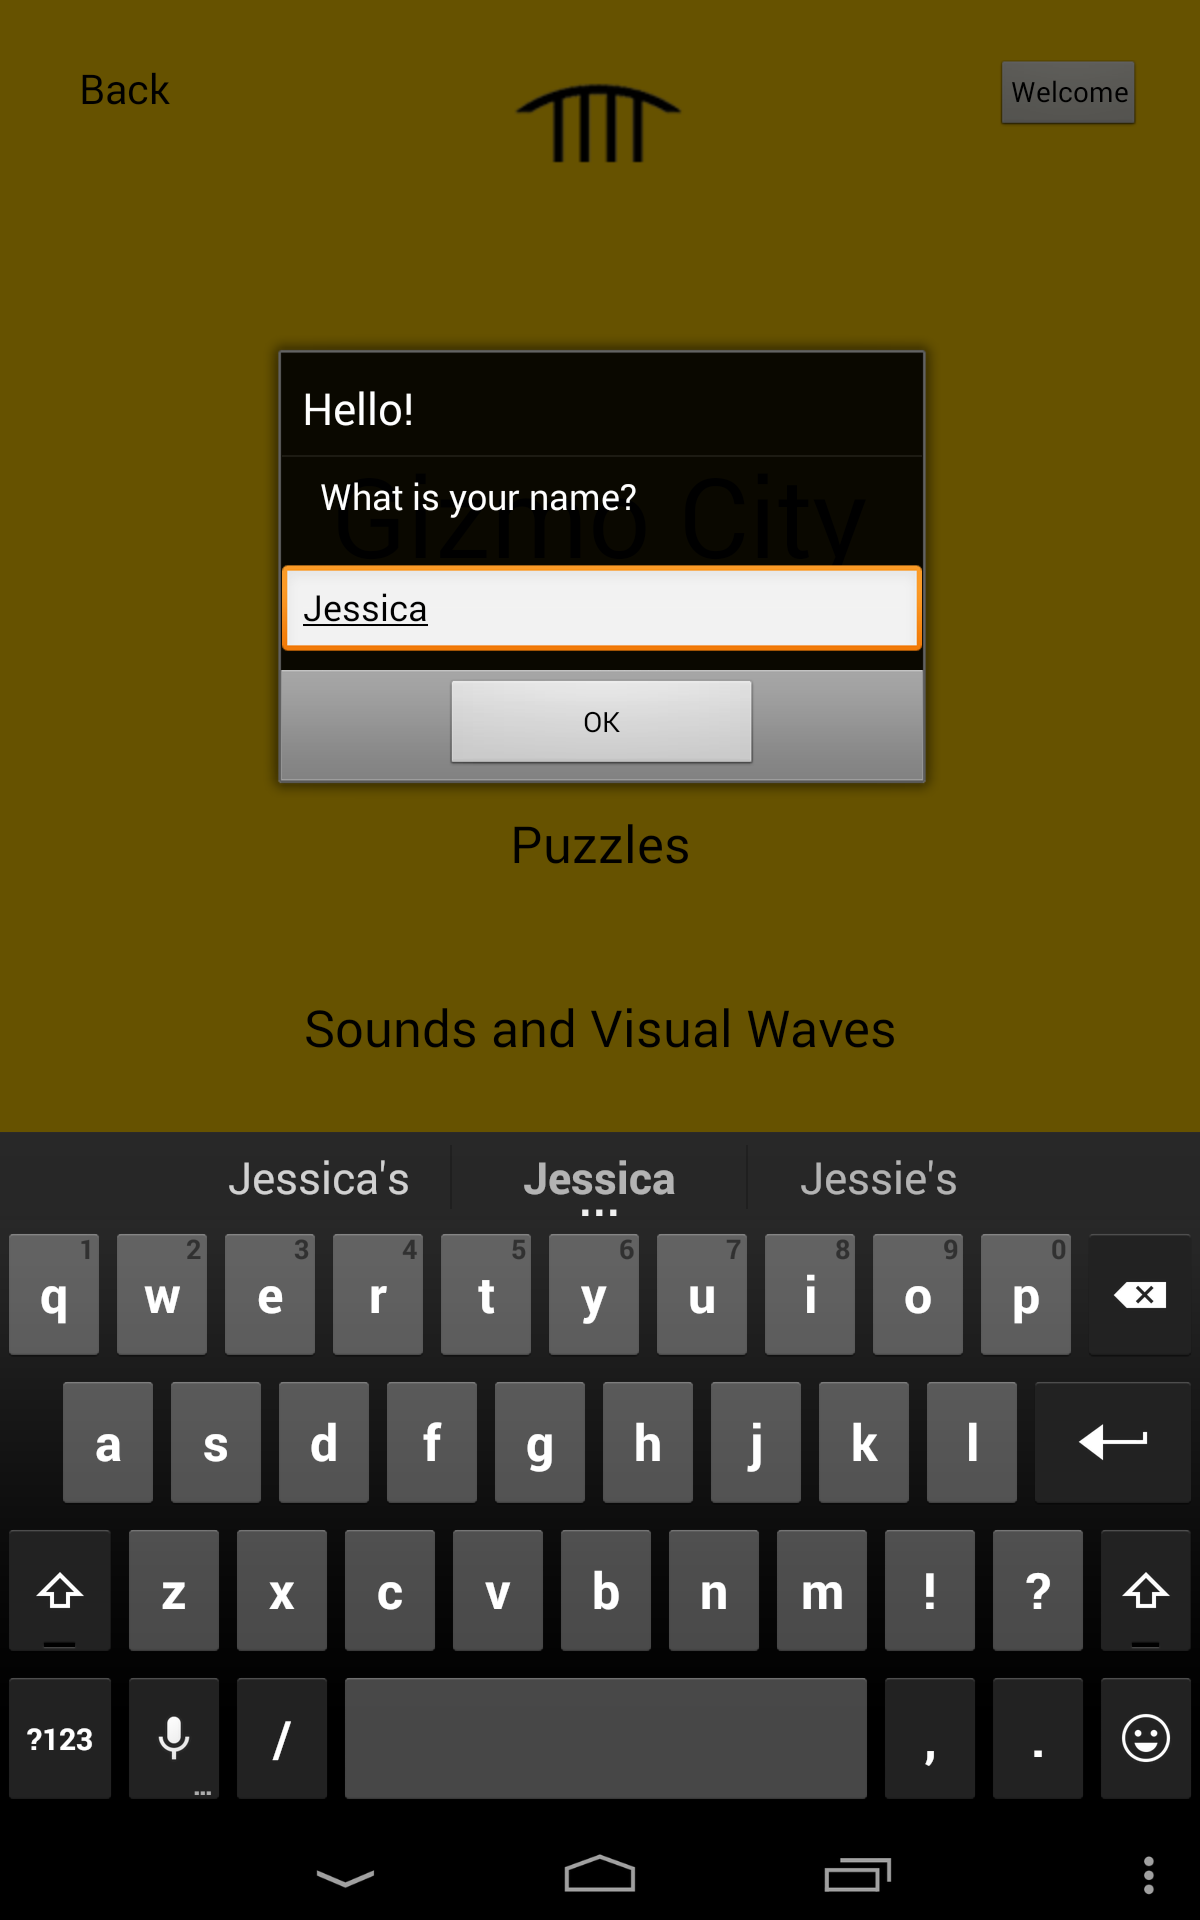 Back
Welcome
Hello!
What is your name?
Gizmo City
Jessica
OK
Puzzles
Sounds and Visual Waves
Jessica's Jessica Jessie's
...
1 2 3 4 5 6 7 8 9 0
q w e r t y u i o p
a s d f g h j k l
z x c v b n m ! ?
?123 / , .
...